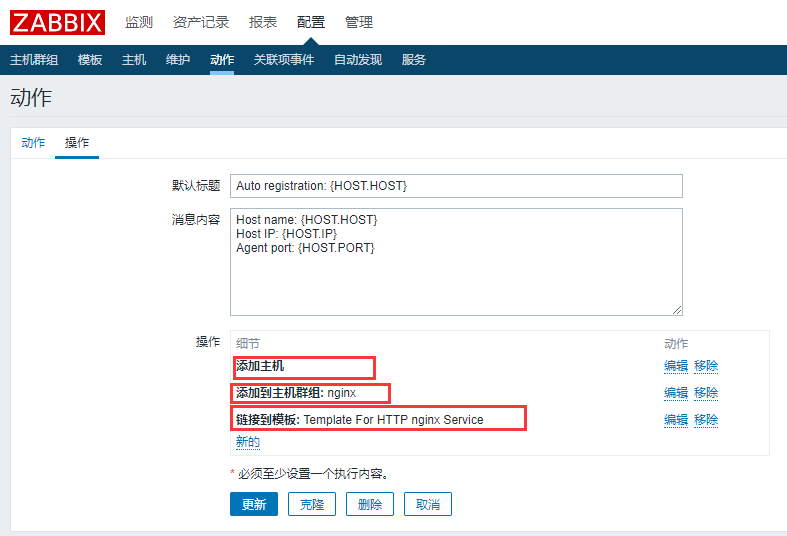 ZABBIX 监测 资产记录 报表 配置 管理
主机群组 模板 主机 维护 动作 关联项事件 自动发现 服务
动作
动作 操作
默认标题 Auto registration: {HOST.HOST}
消息内容 Host name: {HOST.HOST}
Host IP: {HOST.IP}
Agent port: {HOST.PORT}
操作 细节 动作
添加主机 编辑 移除
添加到主机群组: nginx 编辑 移除
链接到模板: Template For HTTP nginx Service 编辑 移除
新的
* 必须至少设置一个执行内容。
更新 克隆 删除 取消